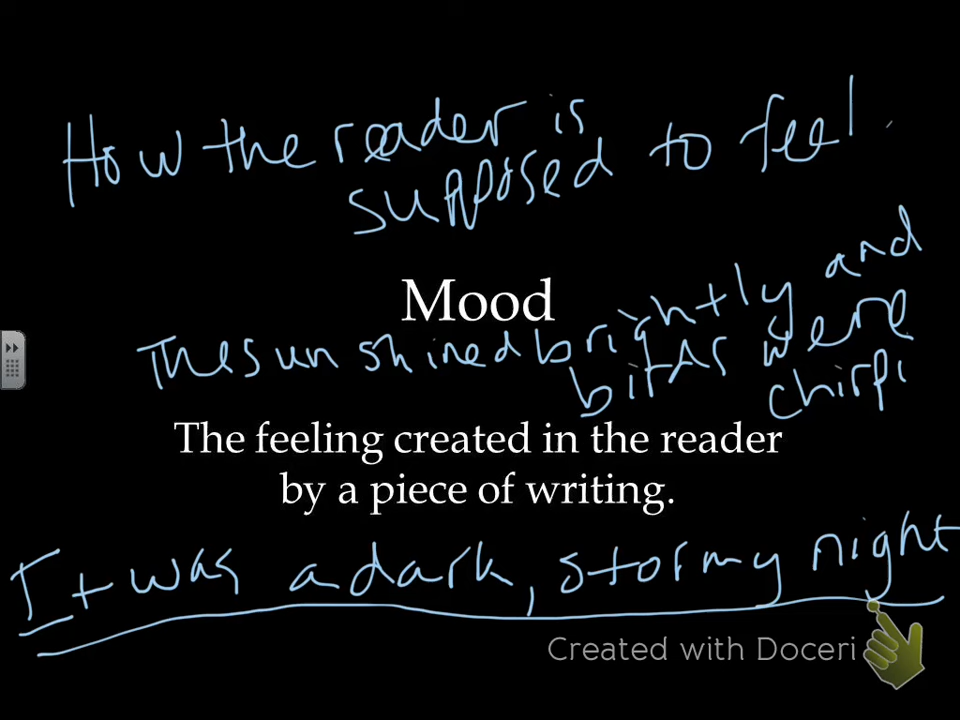 How the reader is
supposed to feel.
Mood
The sun shined brightly and
birds were
chirpi
The feeling created in the reader
by a piece of writing.
It was a dark, stormy night
Created with Doceri